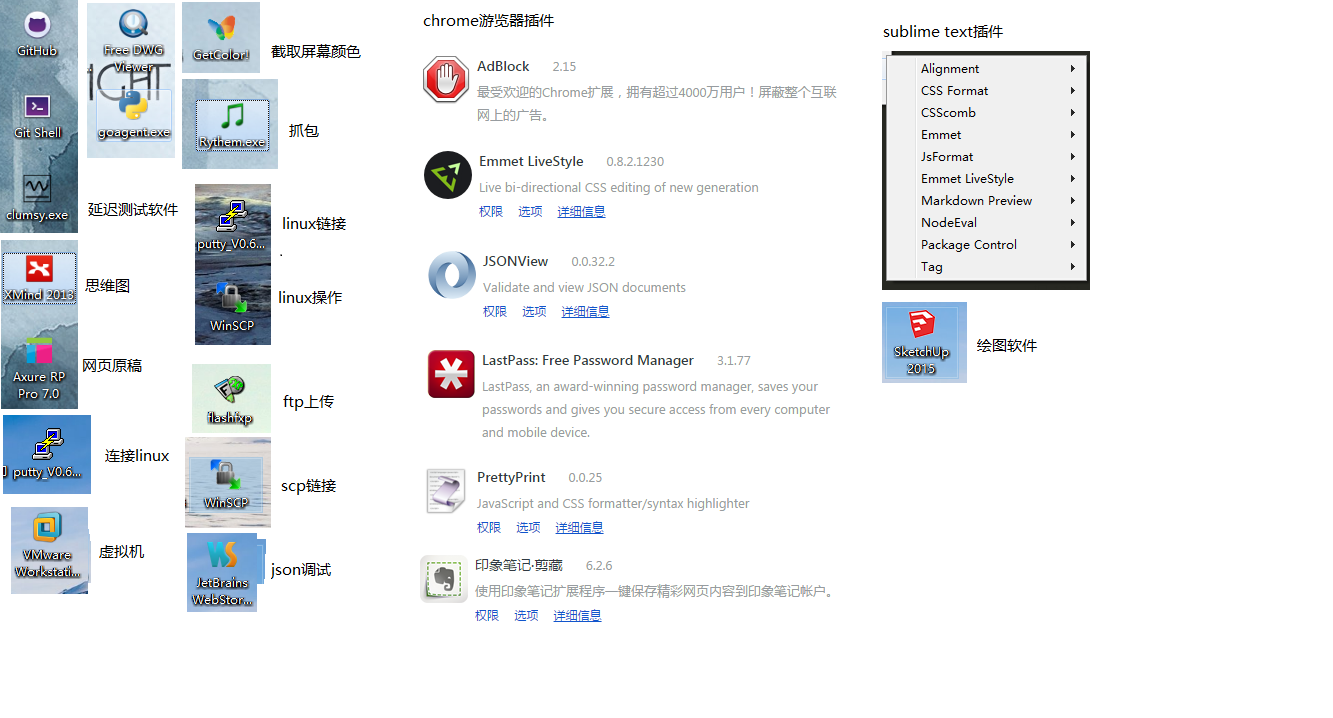 GitHub
Git Shell
clumsy.exe
延迟测试软件
XMind 2013
思维图
Axure RP
Pro 7.0
网页原稿
putty_V0.6...
连接linux
VMware
Workstati...
虚拟机
Free DWG
Viewer
goagent.exe
GetColor!
截取屏幕颜色
Rythem.exe
抓包
putty_V0.6...
linux链接
.
WinSCP
linux操作
flashfxp
ftp上传
WinSCP
scp链接
JetBrains
WebStor...
json调试
chrome游览器插件
AdBlock 2.15
最受欢迎的Chrome扩展，拥有超过4000万用户！屏蔽整个互联
网上的广告。
Emmet LiveStyle 0.8.2.1230
Live bi-directional CSS editing of new generation
权限 选项 详细信息
JSONView 0.0.32.2
Validate and view JSON documents
权限 选项 详细信息
LastPass: Free Password Manager 3.1.77
LastPass, an award-winning password manager, saves your
passwords and gives you secure access from every computer
and mobile device.
PrettyPrint 0.0.25
JavaScript and CSS formatter/syntax highlighter
权限 选项 详细信息
印象笔记·剪藏 6.2.6
使用印象笔记扩展程序一键保存精彩网页内容到印象笔记帐户。
权限 选项 详细信息
sublime text插件
Alignment
CSS Format
CSScomb
Emmet
JsFormat
Emmet LiveStyle
Markdown Preview
NodeEval
Package Control
Tag
SketchUp
2015
绘图软件